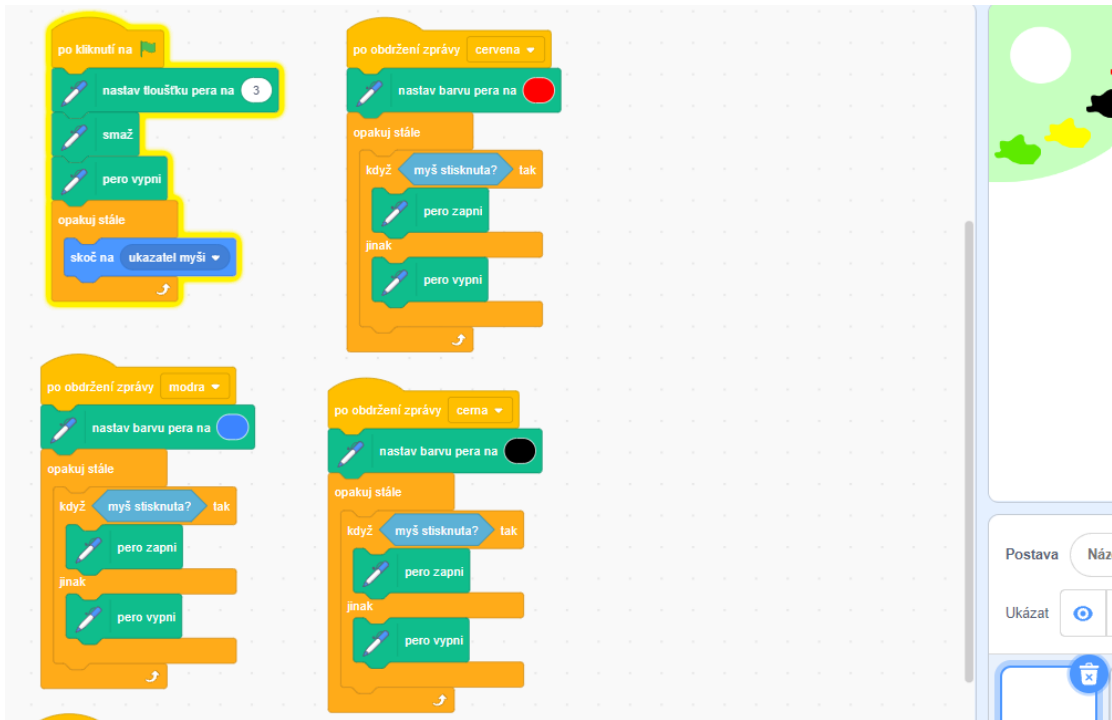 po kliknutí na
nastav tloušťku pera na 3
smaž
pero vypni
opakuj stále
skoč na ukazatel myši
po obdržení zprávy cervena
nastav barvu pera na
opakuj stále
když myš stisknuta? tak
pero zapni
jinak
pero vypni
po obdržení zprávy modra
nastav barvu pera na
opakuj stále
když myš stisknuta? tak
pero zapni
jinak
pero vypni
po obdržení zprávy cerna
nastav barvu pera na
opakuj stále
když myš stisknuta? tak
pero zapni
jinak
pero vypni
Postava Náz
Ukázat